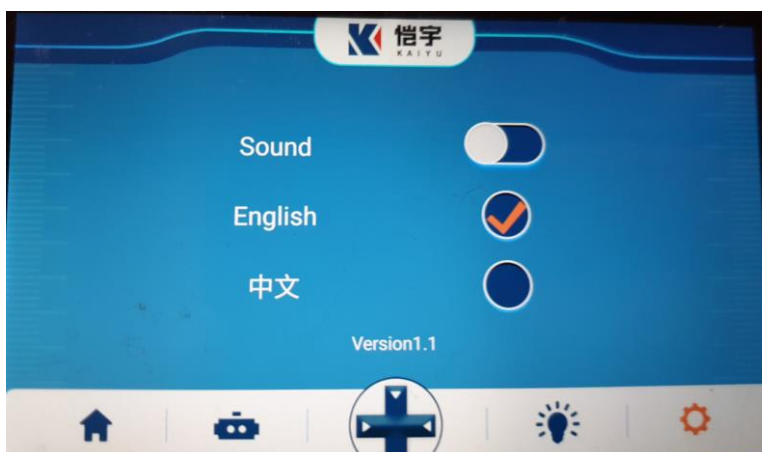 恺宇
KAIYU
Sound
English
中文
Version1.1